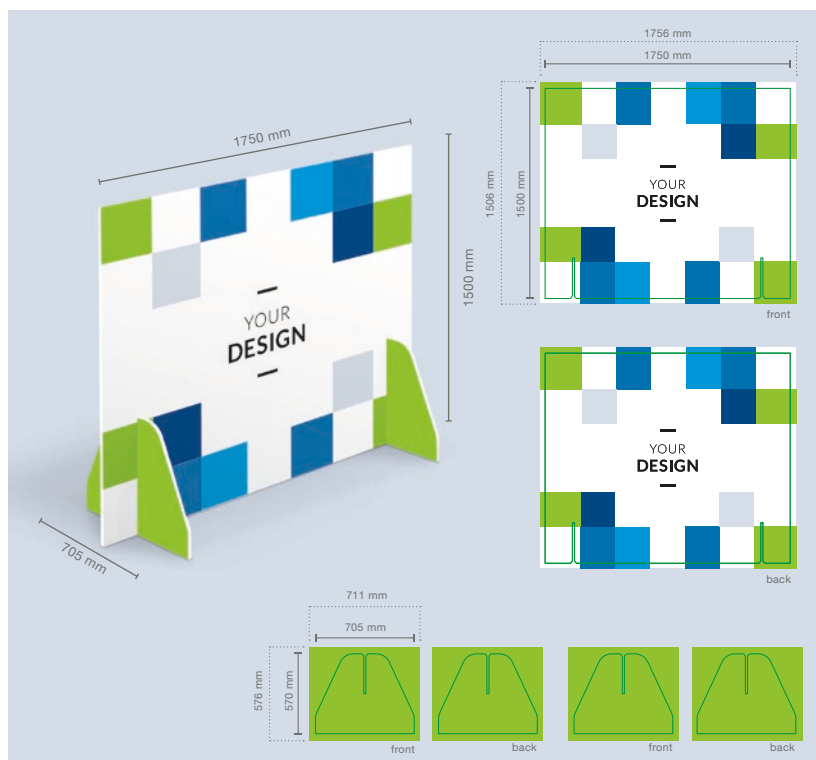 1750 mm
1500 mm
YOUR
DESIGN
705 mm
1756 mm
1750 mm
1506 mm
1500 mm
YOUR
DESIGN
front
YOUR
DESIGN
back
711 mm
705 mm
576 mm
570 mm
front
back
front
back